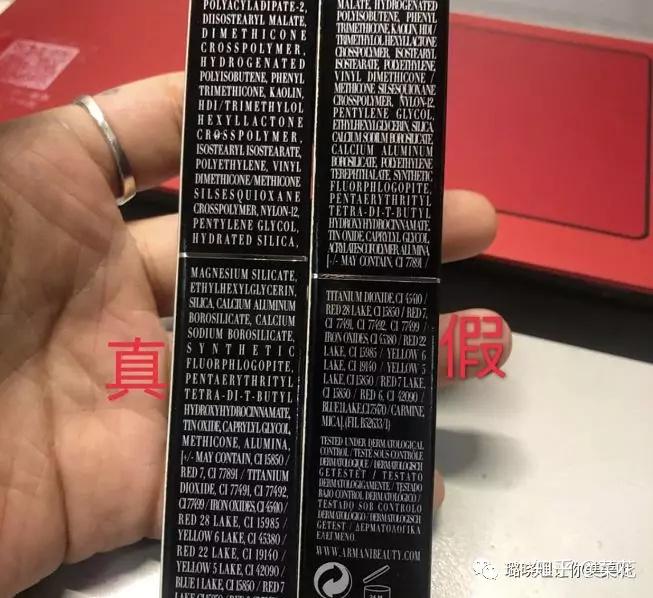 POLYACYLADIPATE-2,
DIISOSTEARYL MALATE,
DIMETHICONE
CROSSPOLYMER,
HYDROGENATED
POLYISOBUTENE, PHENYL
TRIMETHICONE, KAOLIN,
HDI/TRIMETHYLOL
HEXYLLACTONE
CROSSPOLYMER,
ISOSTEARYL ISOSTEARATE,
POLYETHYLENE, VINYL
DIMETHICONE/METHICONE
SILSESQUIOXANE
CROSSPOLYMER, NYLON-12,
PENTYLENE GLYCOL,
HYDRATED SILICA,
MAGNESIUM SILICATE,
ETHYLHEXYLGLYCERIN,
SILICA, CALCIUM ALUMINUM
BOROSILICATE, CALCIUM
SODIUM BOROSILICATE,
SYNTHETIC
FLUORPHLOGOPITE,
PENTAERYTHRITYL
TETRA-DI-T-BUTYL
HYDROXYHYDROCINNAMATE,
TIN OXIDE, CAPRYLYL GLYCOL,
METHICONE, ALUMINA,
[+/- MAY CONTAIN, CI 15850 /
RED 7, CI 77891 / TITANIUM
DIOXIDE, CI 77491, CI 77492,
CI 77499 / IRON OXIDES, CI 45410 /
RED 28 LAKE, CI 15985 /
YELLOW 6 LAKE, CI 45380 /
RED 22 LAKE, CI 19140 /
YELLOW 5 LAKE, CI 42090 /
BLUE 1 LAKE, CI 15850 / RED 7
真
MALATE, HYDROGENATED
POLYISOBUTENE, PHENYL
TRIMETHICONE, KAOLIN, HDI /
TRIMETHYLOL HEXYLLACTONE
CROSSPOLYMER, ISOSTEARYL
ISOSTEARATE, POLYETHYLENE
VINYL DIMETHICONE /
METHICONE SILSESQUIOXANE
CROSSPOLYMER, NYLON-12,
PENTYLENE GLYCOL,
ETHYLHEXYLGLYCERIN, SILICA,
CALCIUM SODIUM BOROSILICATE
CALCIUM ALUMINUM
BOROSILICATE, POLYETHYLENE
TEREPHTHALATE, SYNTHETIC
FLUORPHLOGOPITE,
PENTAERYTHRITYL
TETRA-DI-T-BUTYL
HYDROXYHYDROCINNAMATE,
TIN OXIDE, CAPRYLYL GLYCOL,
ACRYLATES COPOLYMER, ALUMINA
[+/- MAY CONTAIN, CI 77891 /
TITANIUM DIOXIDE, CI 45410 /
RED 28 LAKE, CI 15850 / RED 7,
CI 77491, CI 77492, CI 77499 /
IRON OXIDES, CI 45380 / RED 22
LAKE, CI 15985 / YELLOW 6
LAKE, CI 19140 / YELLOW 5
LAKE, CI 15850 / RED 7 LAKE
CI 15850 / RED 6, CI 42090 /
BLUE 1 LAKE, CI 75470 / CARMINE,
MICA]. (F.I.L. B52633/1)
TESTED UNDER DERMATOLOGICAL
CONTROL / TESTÉ SOUS CONTRÔLE
DERMATOLOGIQUE / DERMATOLOGISCH
GETESTET / TESTATO
DERMATOLOGICAMENTE / TESTADO
BAJO CONTROL DERMATOLÓGICO /
TESTADO SOB CONTROLO
DERMATOLÓGICO / DERMATOLOGISCH
GETEST / ΔΕΡΜΑΤΟΛΟΓΙΚΑ
ΕΛΕΓΜΕΝΟ.
WWW.ARMANIBEAUTY.COM
假